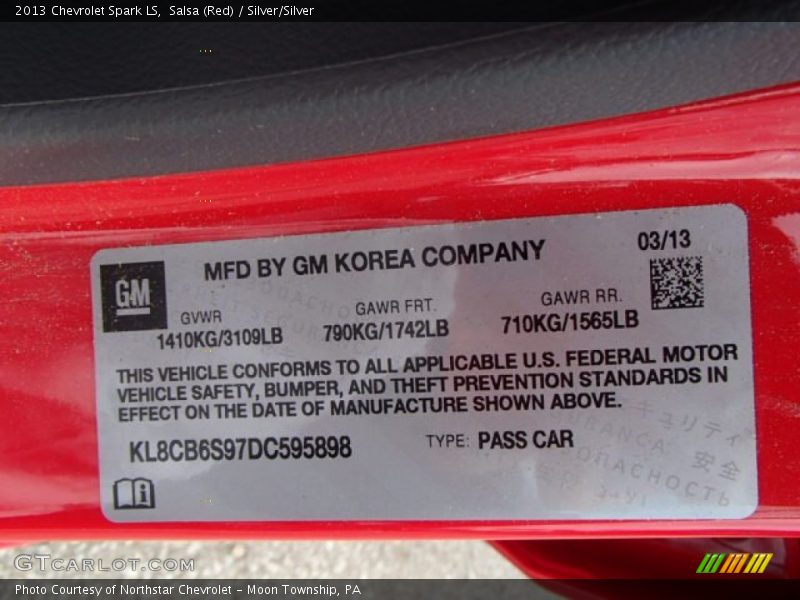 2013 Chevrolet Spark LS, Salsa (Red) / Silver/Silver
MFD BY GM KOREA COMPANY
03/13
GM
GVWR
1410KG/3109LB
GAWR FRT.
790KG/1742LB
GAWR RR.
710KG/1565LB
THIS VEHICLE CONFORMS TO ALL APPLICABLE U.S. FEDERAL MOTOR
VEHICLE SAFETY, BUMPER, AND THEFT PREVENTION STANDARDS IN
EFFECT ON THE DATE OF MANUFACTURE SHOWN ABOVE.
KL8CB6S97DC595898
TYPE: PASS CAR
安全
GTCARLOT.COM
Photo Courtesy of Northstar Chevrolet - Moon Township, PA